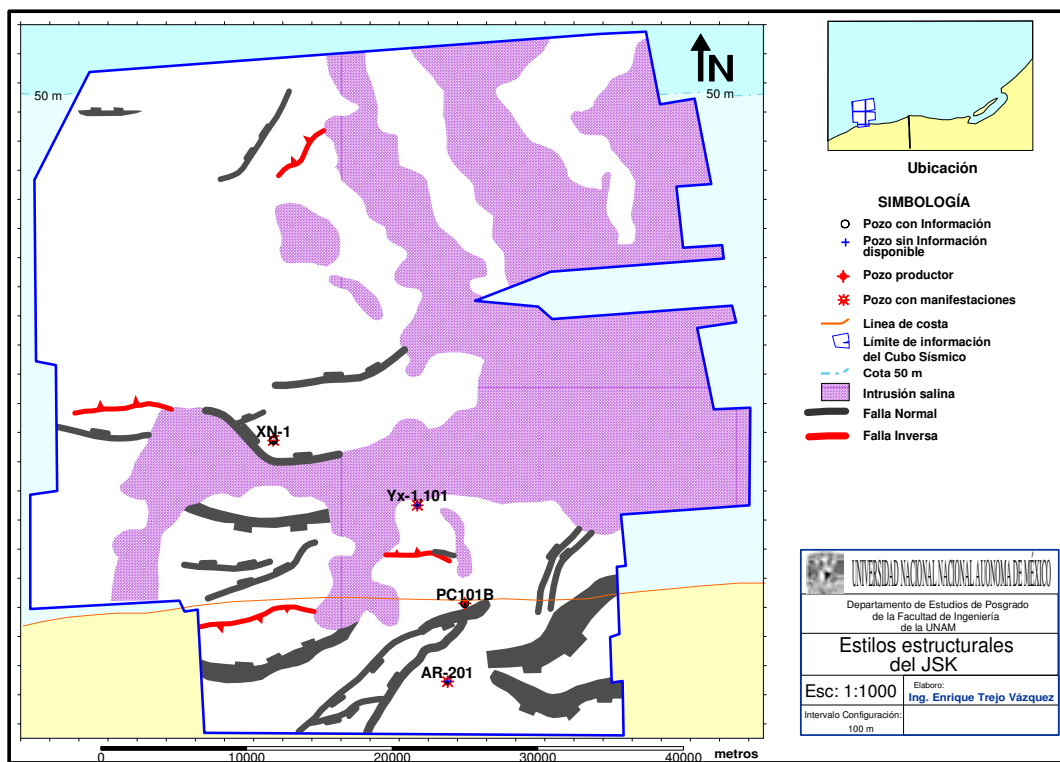 50 m
N
50 m
XN-1
Yx-1,101
PC101B
AR-201
0
10000
20000
30000
40000
metros
Ubicación
SIMBOLOGÍA
Pozo con Información
Pozo sin Información
disponible
Pozo productor
Pozo con manifestaciones
Linea de costa
Límite de información
del Cubo Sísmico
Cota 50 m
Intrusión salina
Falla Normal
Falla Inversa
UNIVERSIDAD NACIONAL NACIONAL AUONOMA DE MÉXICO
Departamento de Estudios de Posgrado
de la Facultad de Ingeniería
de la UNAM
Estilos estructurales
del JSK
Esc: 1:1000
Elaboro:
Ing. Enrique Trejo Vázquez
Intervalo Configuración:
100 m